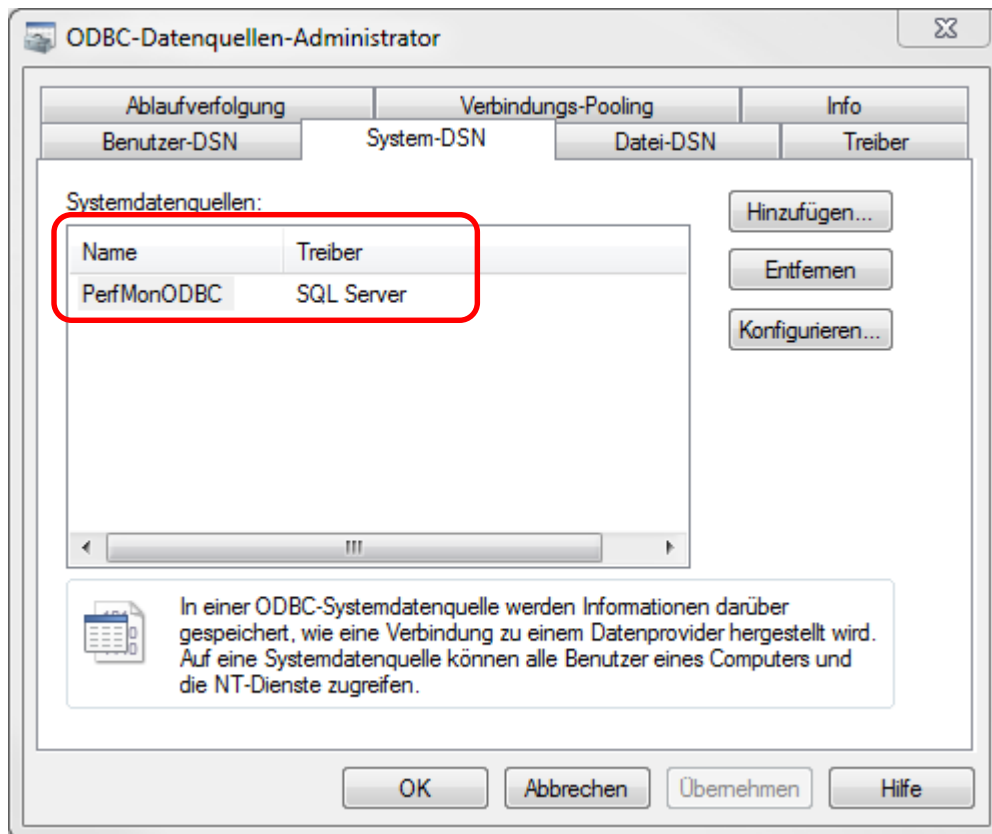 ODBC-Datenquellen-Administrator
Ablaufverfolgung Verbindungs-Pooling Info
Benutzer-DSN System-DSN Datei-DSN Treiber
Systemdatenquellen:
Name Treiber
PerfMonODBC SQL Server
Hinzufügen...
Entfernen
Konfigurieren...
In einer ODBC-Systemdatenquelle werden Informationen darüber
gespeichert, wie eine Verbindung zu einem Datenprovider hergestellt wird.
Auf eine Systemdatenquelle können alle Benutzer eines Computers und
die NT-Dienste zugreifen.
OK Abbrechen Übernehmen Hilfe